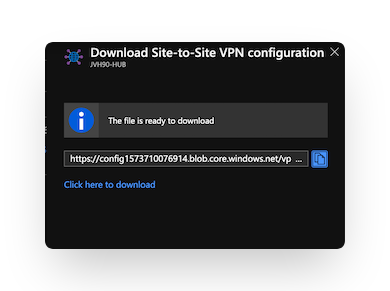 Download Site-to-Site VPN configuration
JVH90-HUB
The file is ready to download
https://config1573710076914.blob.core.windows.net/vp ...
Click here to download